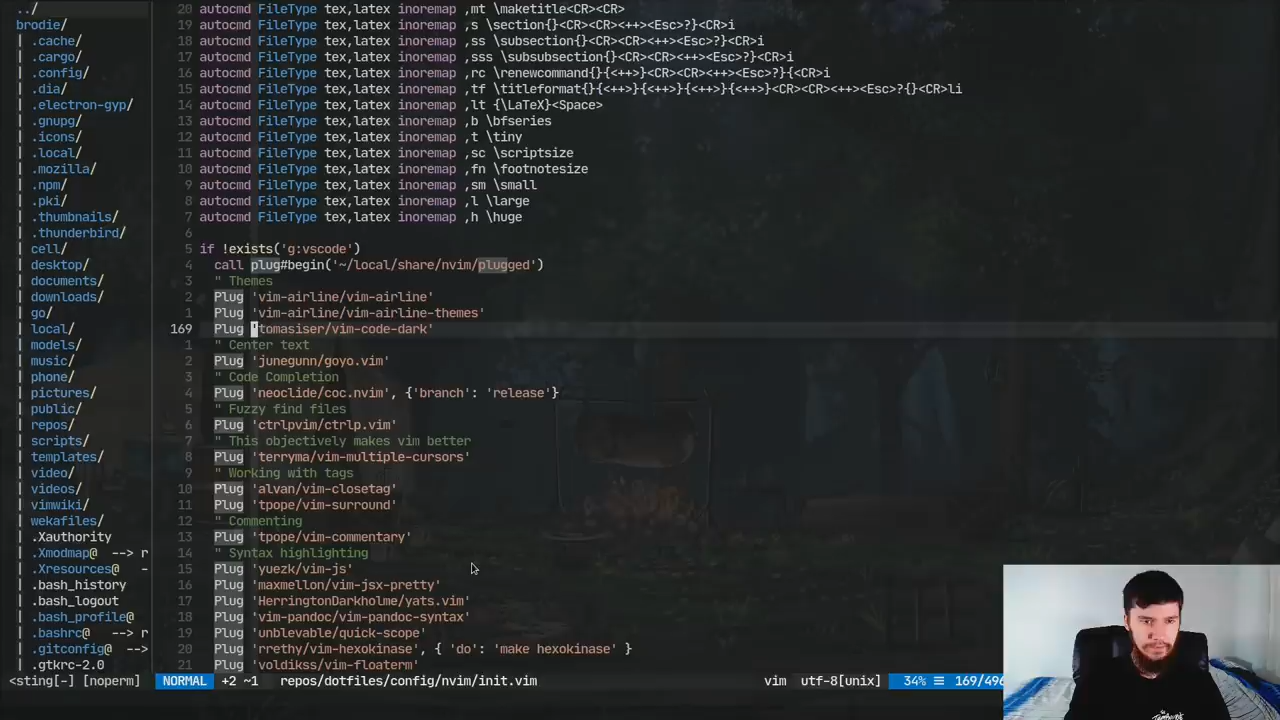 ../
brodie/
| .cache/
| .cargo/
| .config/
| .dia/
| .electron-gyp/
| .gnupg/
| .icons/
| .local/
| .mozilla/
| .npm/
| .pki/
| .thumbnails/
| .thunderbird/
| cell/
| desktop/
| documents/
| downloads/
| go/
| local/
| models/
| music/
| phone/
| pictures/
| public/
| repos/
| scripts/
| templates/
| video/
| videos/
| vimwiki/
| wekafiles/
| .Xauthority
| .Xmodmap@ --> r
| .Xresources@ -
| .bash_history
| .bash_logout
| .bash_profile@
| .bashrc@ --> r
| .gitconfig@ -->
| .gtkrc-2.0
20 autocmd FileType tex,latex inoremap ,mt \maketitle<CR><CR>
19 autocmd FileType tex,latex inoremap ,s \section{}<CR><CR><++><Esc>?}<CR>i
18 autocmd FileType tex,latex inoremap ,ss \subsection{}<CR><CR><++><Esc>?}<CR>i
17 autocmd FileType tex,latex inoremap ,sss \subsubsection{}<CR><CR><++><Esc>?}<CR>i
16 autocmd FileType tex,latex inoremap ,rc \renewcommand{}{<++>}<CR><CR><++><Esc>?}{<CR>i
15 autocmd FileType tex,latex inoremap ,tf \titleformat{}{<++>}{<++>}{<++>}{<++>}<CR><CR><++><Esc>?{}<CR>li
14 autocmd FileType tex,latex inoremap ,lt {\LaTeX}<Space>
13 autocmd FileType tex,latex inoremap ,b \bfseries
12 autocmd FileType tex,latex inoremap ,t \tiny
11 autocmd FileType tex,latex inoremap ,sc \scriptsize
10 autocmd FileType tex,latex inoremap ,fn \footnotesize
9 autocmd FileType tex,latex inoremap ,sm \small
8 autocmd FileType tex,latex inoremap ,l \large
7 autocmd FileType tex,latex inoremap ,h \huge
6
5 if !exists('g:vscode')
4 call plug#begin('~/local/share/nvim/plugged')
3 " Themes
2 Plug 'vim-airline/vim-airline'
1 Plug 'vim-airline/vim-airline-themes'
169 Plug 'tomasiser/vim-code-dark'
1 " Center text
2 Plug 'junegunn/goyo.vim'
3 " Code Completion
4 Plug 'neoclide/coc.nvim', {'branch': 'release'}
5 " Fuzzy find files
6 Plug 'ctrlpvim/ctrlp.vim'
7 " This objectively makes vim better
8 Plug 'terryma/vim-multiple-cursors'
9 " Working with tags
10 Plug 'alvan/vim-closetag'
11 Plug 'tpope/vim-surround'
12 " Commenting
13 Plug 'tpope/vim-commentary'
14 " Syntax highlighting
15 Plug 'yuezk/vim-js'
16 Plug 'maxmellon/vim-jsx-pretty'
17 Plug 'HerringtonDarkholme/yats.vim'
18 Plug 'vim-pandoc/vim-pandoc-syntax'
19 Plug 'unblevable/quick-scope'
20 Plug 'rrethy/vim-hexokinase', { 'do': 'make hexokinase' }
21 Plug 'voldikss/vim-floaterm'
<sting[-] [noperm] NORMAL +2 ~1 repos/dotfiles/config/nvim/init.vim vim utf-8[unix] 34% ☰ 169/496